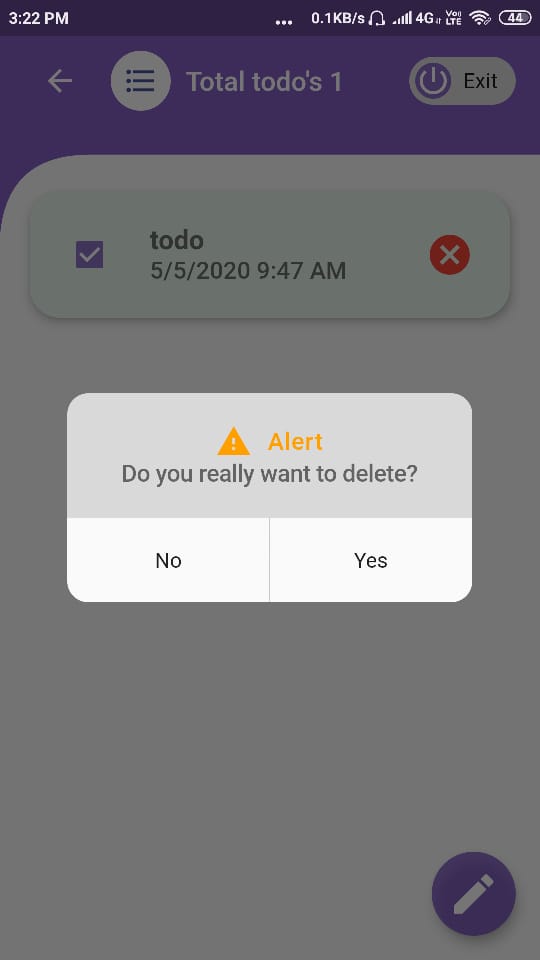 3:22 PM ... 0.1KB/s 4G VoD LTE 44
Total todo's 1 Exit
todo
5/5/2020 9:47 AM
Alert
Do you really want to delete?
No Yes